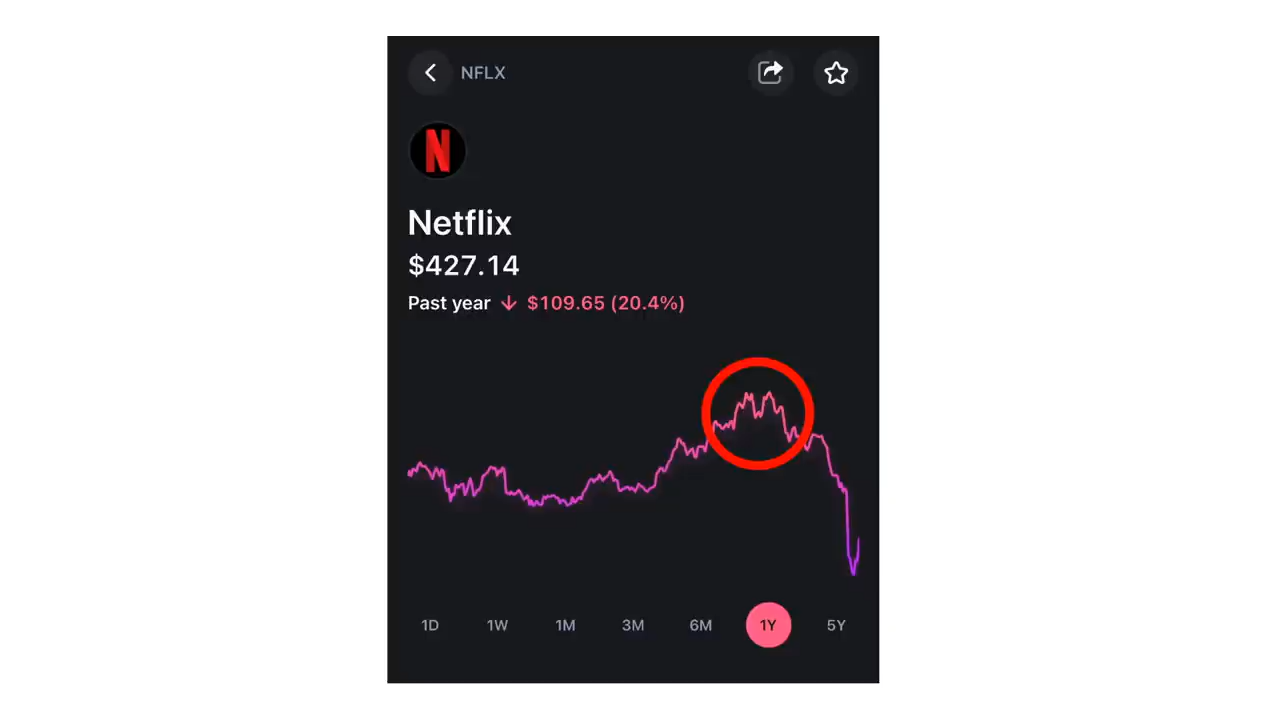 NFLX
N
Netflix
$427.14
Past year ↓ $109.65 (20.4%)
1D 1W 1M 3M 6M 1Y 5Y